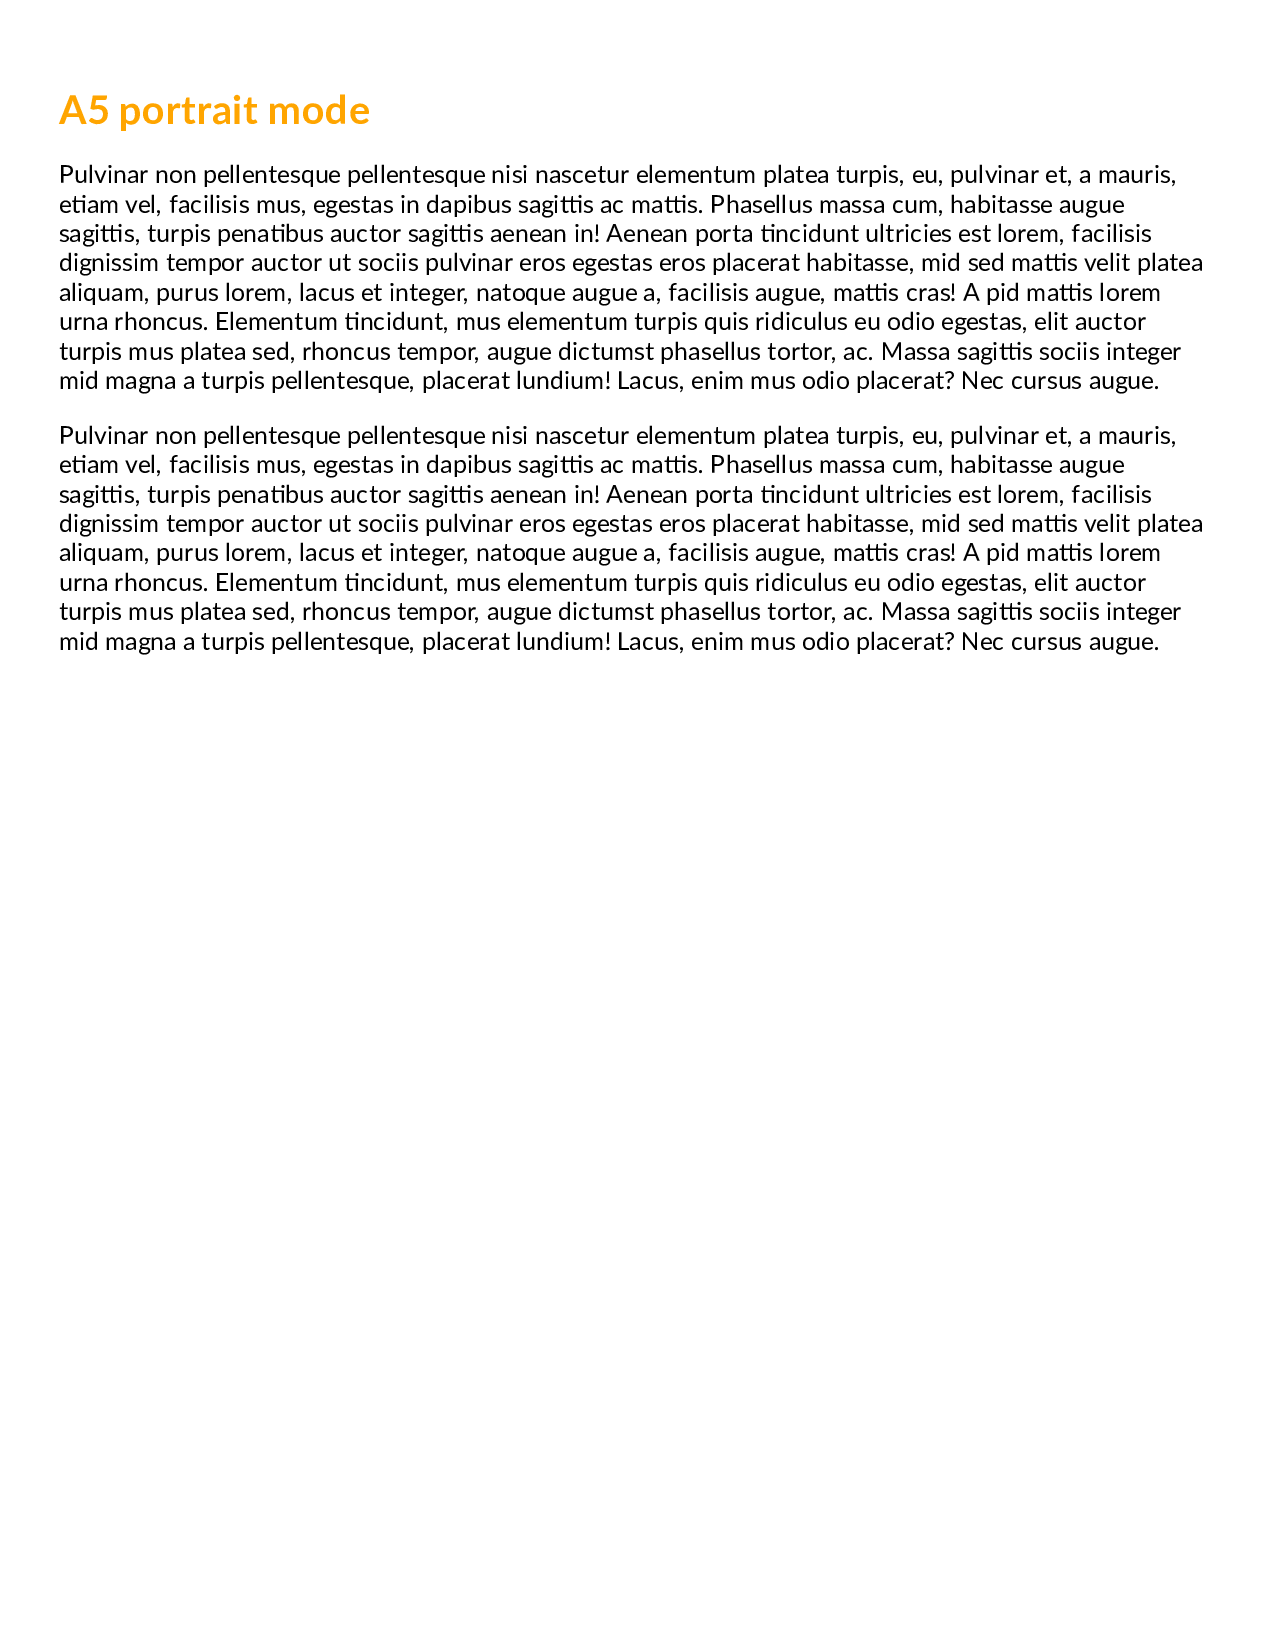 A5 portrait mode
Pulvinar non pellentesque pellentesque nisi nascetur elementum platea turpis, eu, pulvinar et, a mauris,
etiam vel, facilisis mus, egestas in dapibus sagittis ac mattis. Phasellus massa cum, habitasse augue
sagittis, turpis penatibus auctor sagittis aenean in! Aenean porta tincidunt ultricies est lorem, facilisis
dignissim tempor auctor ut sociis pulvinar eros egestas eros placerat habitasse, mid sed mattis velit platea
aliquam, purus lorem, lacus et integer, natoque augue a, facilisis augue, mattis cras! A pid mattis lorem
urna rhoncus. Elementum tincidunt, mus elementum turpis quis ridiculus eu odio egestas, elit auctor
turpis mus platea sed, rhoncus tempor, augue dictumst phasellus tortor, ac. Massa sagittis sociis integer
mid magna a turpis pellentesque, placerat lundium! Lacus, enim mus odio placerat? Nec cursus augue.
Pulvinar non pellentesque pellentesque nisi nascetur elementum platea turpis, eu, pulvinar et, a mauris,
etiam vel, facilisis mus, egestas in dapibus sagittis ac mattis. Phasellus massa cum, habitasse augue
sagittis, turpis penatibus auctor sagittis aenean in! Aenean porta tincidunt ultricies est lorem, facilisis
dignissim tempor auctor ut sociis pulvinar eros egestas eros placerat habitasse, mid sed mattis velit platea
aliquam, purus lorem, lacus et integer, natoque augue a, facilisis augue, mattis cras! A pid mattis lorem
urna rhoncus. Elementum tincidunt, mus elementum turpis quis ridiculus eu odio egestas, elit auctor
turpis mus platea sed, rhoncus tempor, augue dictumst phasellus tortor, ac. Massa sagittis sociis integer
mid magna a turpis pellentesque, placerat lundium! Lacus, enim mus odio placerat? Nec cursus augue.